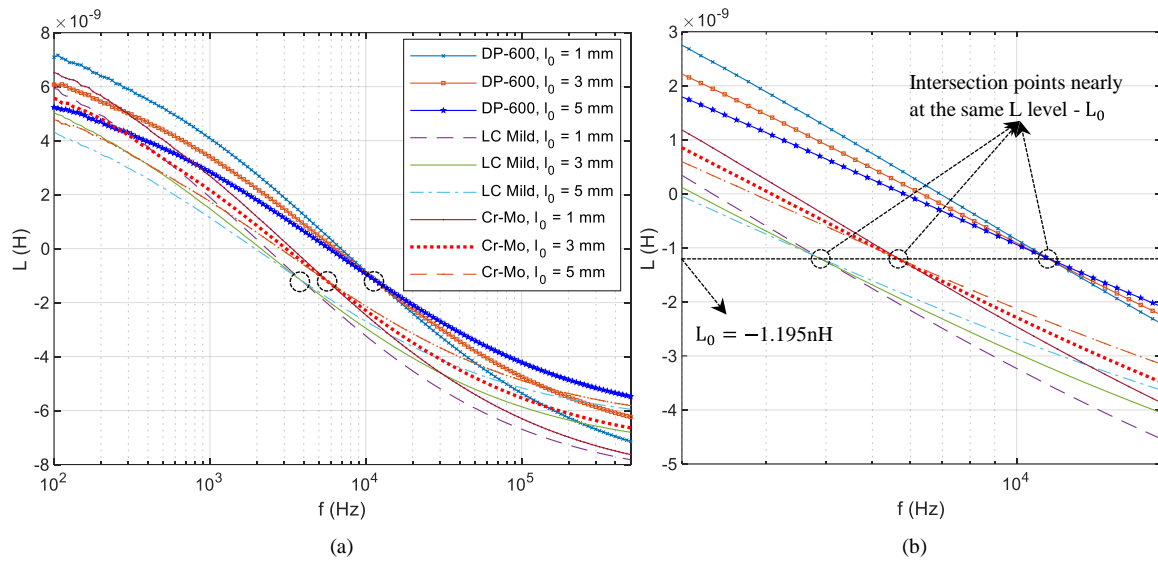 ×10⁻⁹
8
6
4
2
0
-2
-4
-6
-8
L (H)
10²
10³
10⁴
10⁵
f (Hz)
DP-600, l₀ = 1 mm
DP-600, l₀ = 3 mm
DP-600, l₀ = 5 mm
LC Mild, l₀ = 1 mm
LC Mild, l₀ = 3 mm
LC Mild, l₀ = 5 mm
Cr-Mo, l₀ = 1 mm
Cr-Mo, l₀ = 3 mm
Cr-Mo, l₀ = 5 mm
(a)
×10⁻⁹
3
2
1
0
-1
-2
-3
-4
-5
L (H)
Intersection points nearly
at the same L level - L₀
L₀ = −1.195nH
10⁴
f (Hz)
(b)